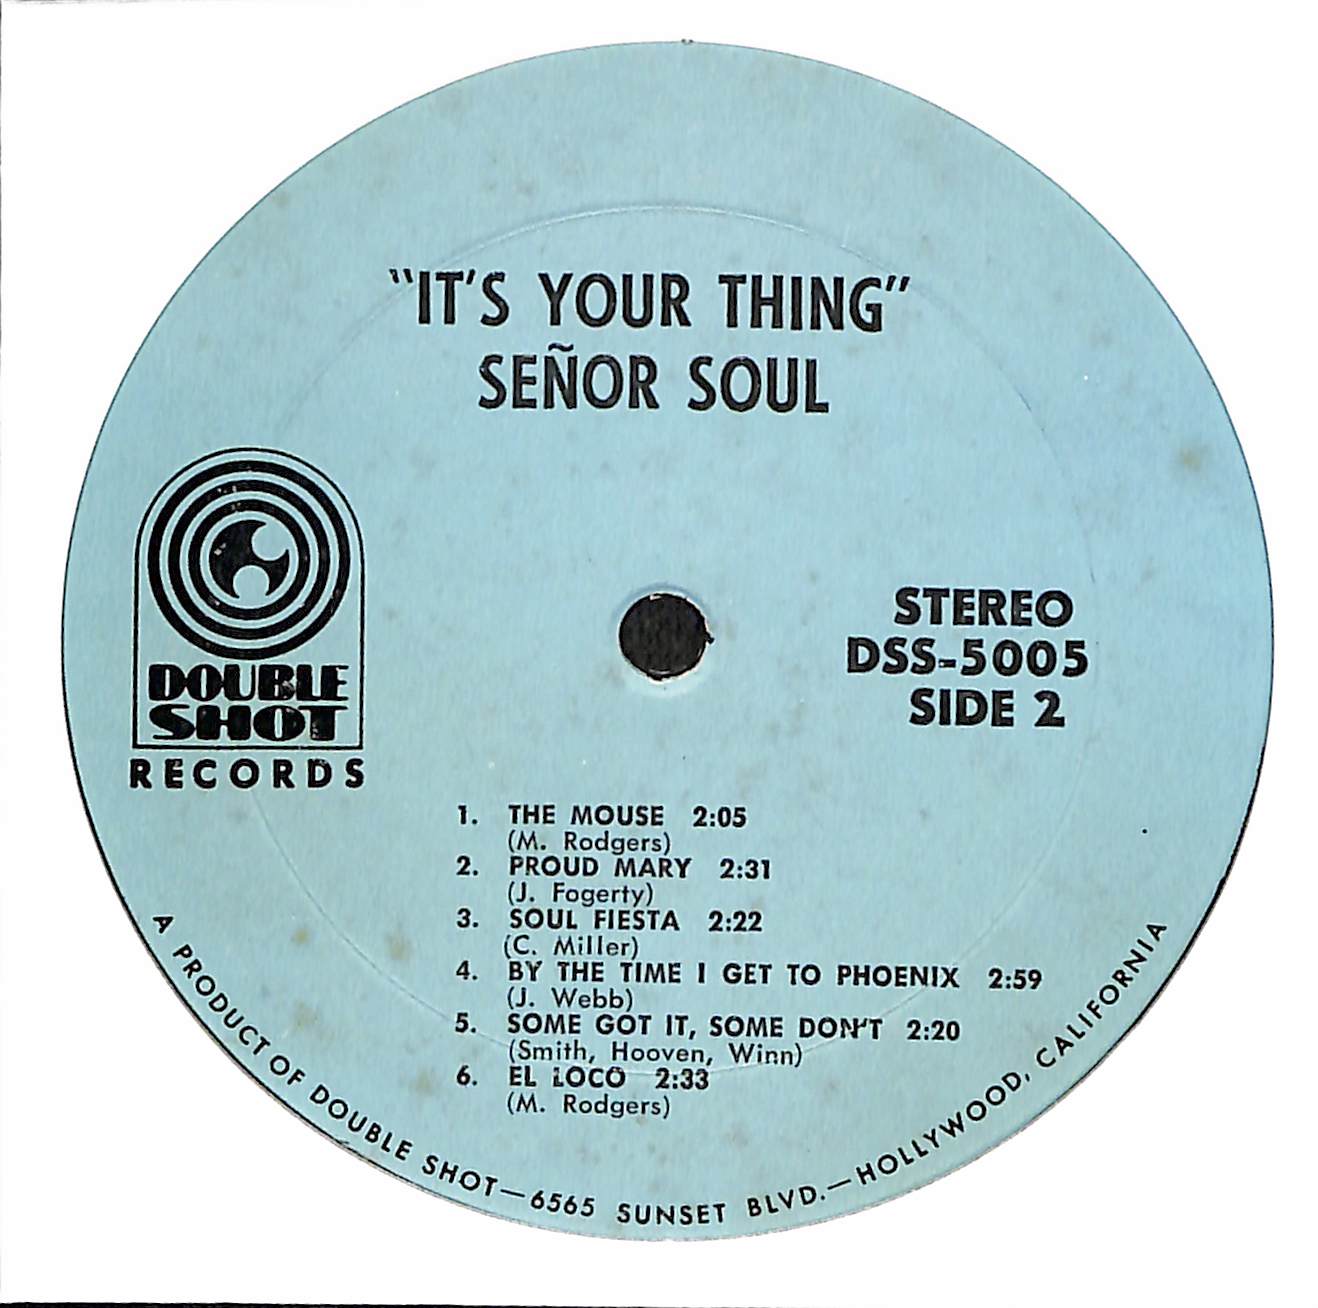 "IT'S YOUR THING"
SEÑOR SOUL
DOUBLE
SHOT
RECORDS
STEREO
DSS-5005
SIDE 2
1. THE MOUSE 2:05
(M. Rodgers)
2. PROUD MARY 2:31
(J. Fogerty)
3. SOUL FIESTA 2:22
(C. Miller)
4. BY THE TIME I GET TO PHOENIX 2:59
(J. Webb)
5. SOME GOT IT, SOME DON'T 2:20
(Smith, Hooven, Winn)
6. EL LOCO 2:33
(M. Rodgers)
A PRODUCT OF DOUBLE SHOT—6565 SUNSET BLVD.—HOLLYWOOD, CALIFORNIA